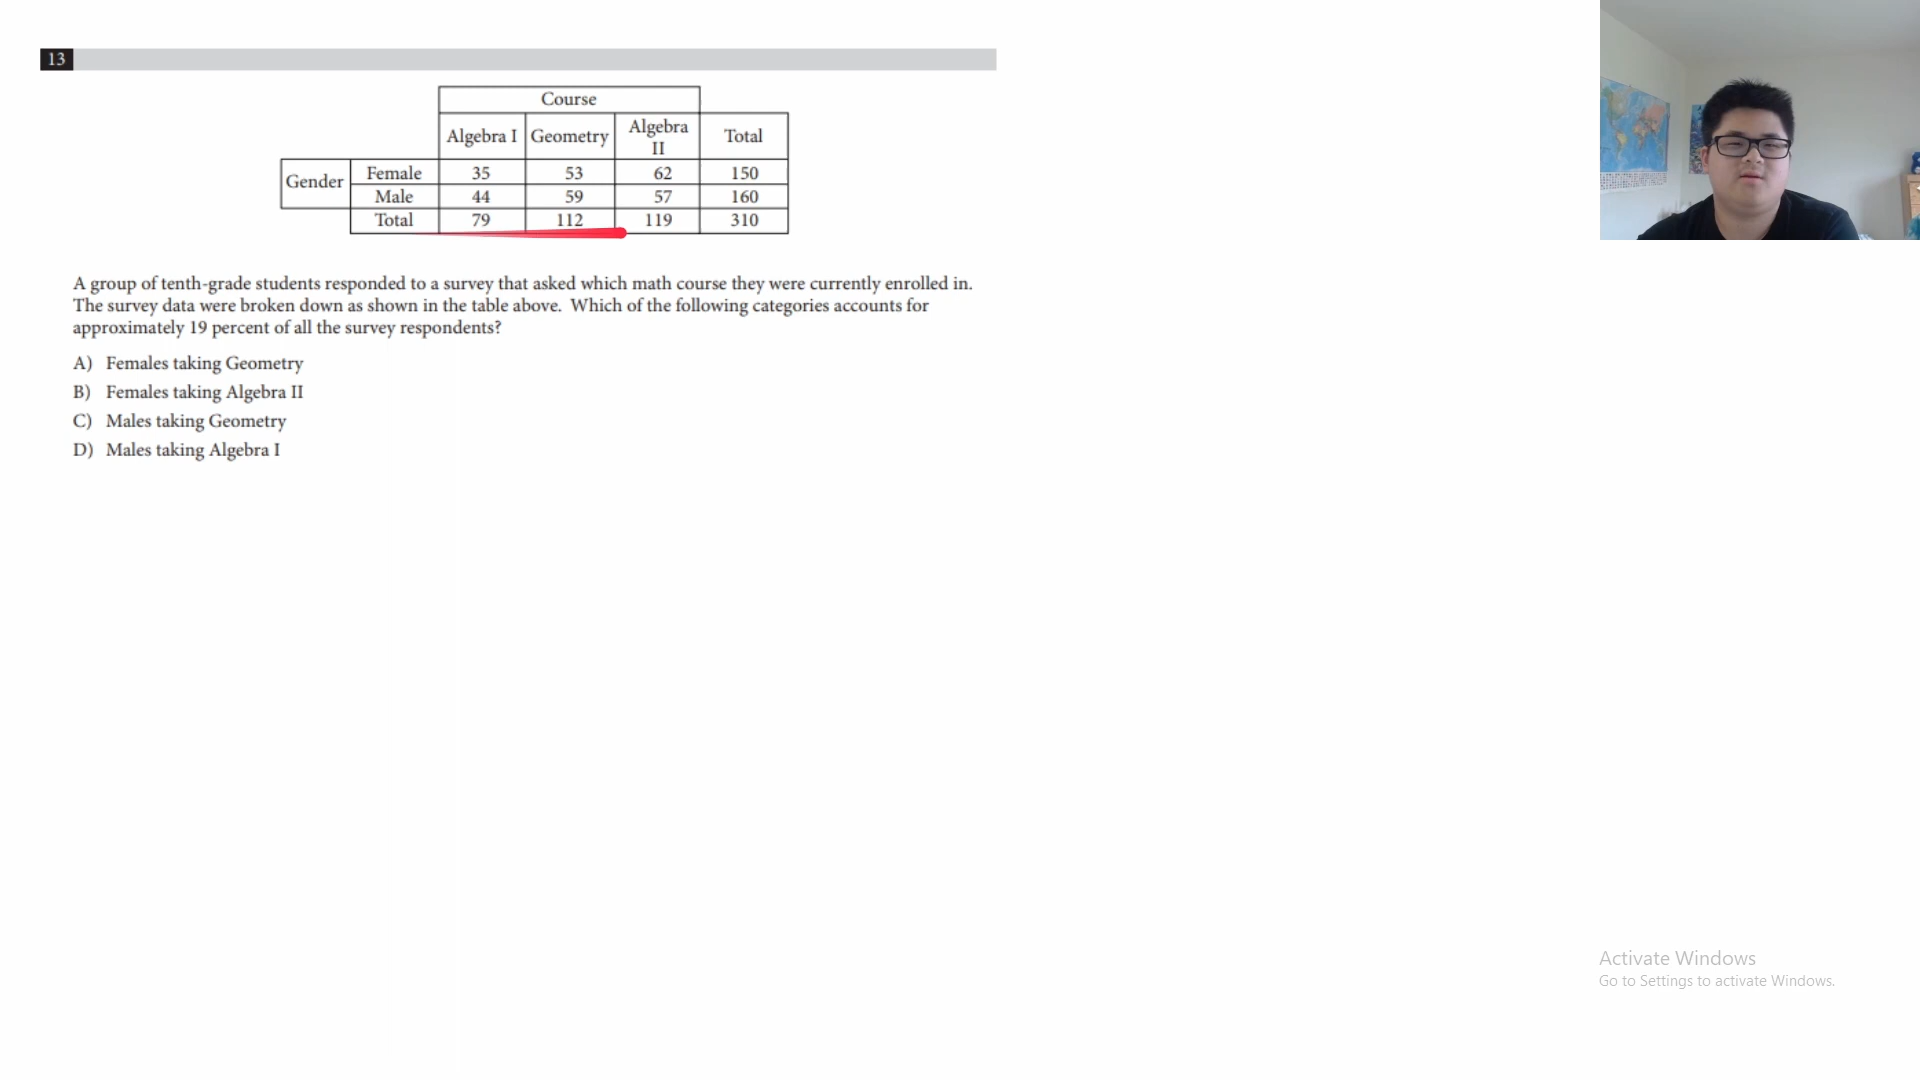 13
Course
Algebra I Geometry Algebra II Total
Gender Female 35 53 62 150
Male 44 59 57 160
Total 79 112 119 310
A group of tenth-grade students responded to a survey that asked which math course they were currently enrolled in.
The survey data were broken down as shown in the table above. Which of the following categories accounts for
approximately 19 percent of all the survey respondents?
A) Females taking Geometry
B) Females taking Algebra II
C) Males taking Geometry
D) Males taking Algebra I
Activate Windows
Go to Settings to activate Windows.